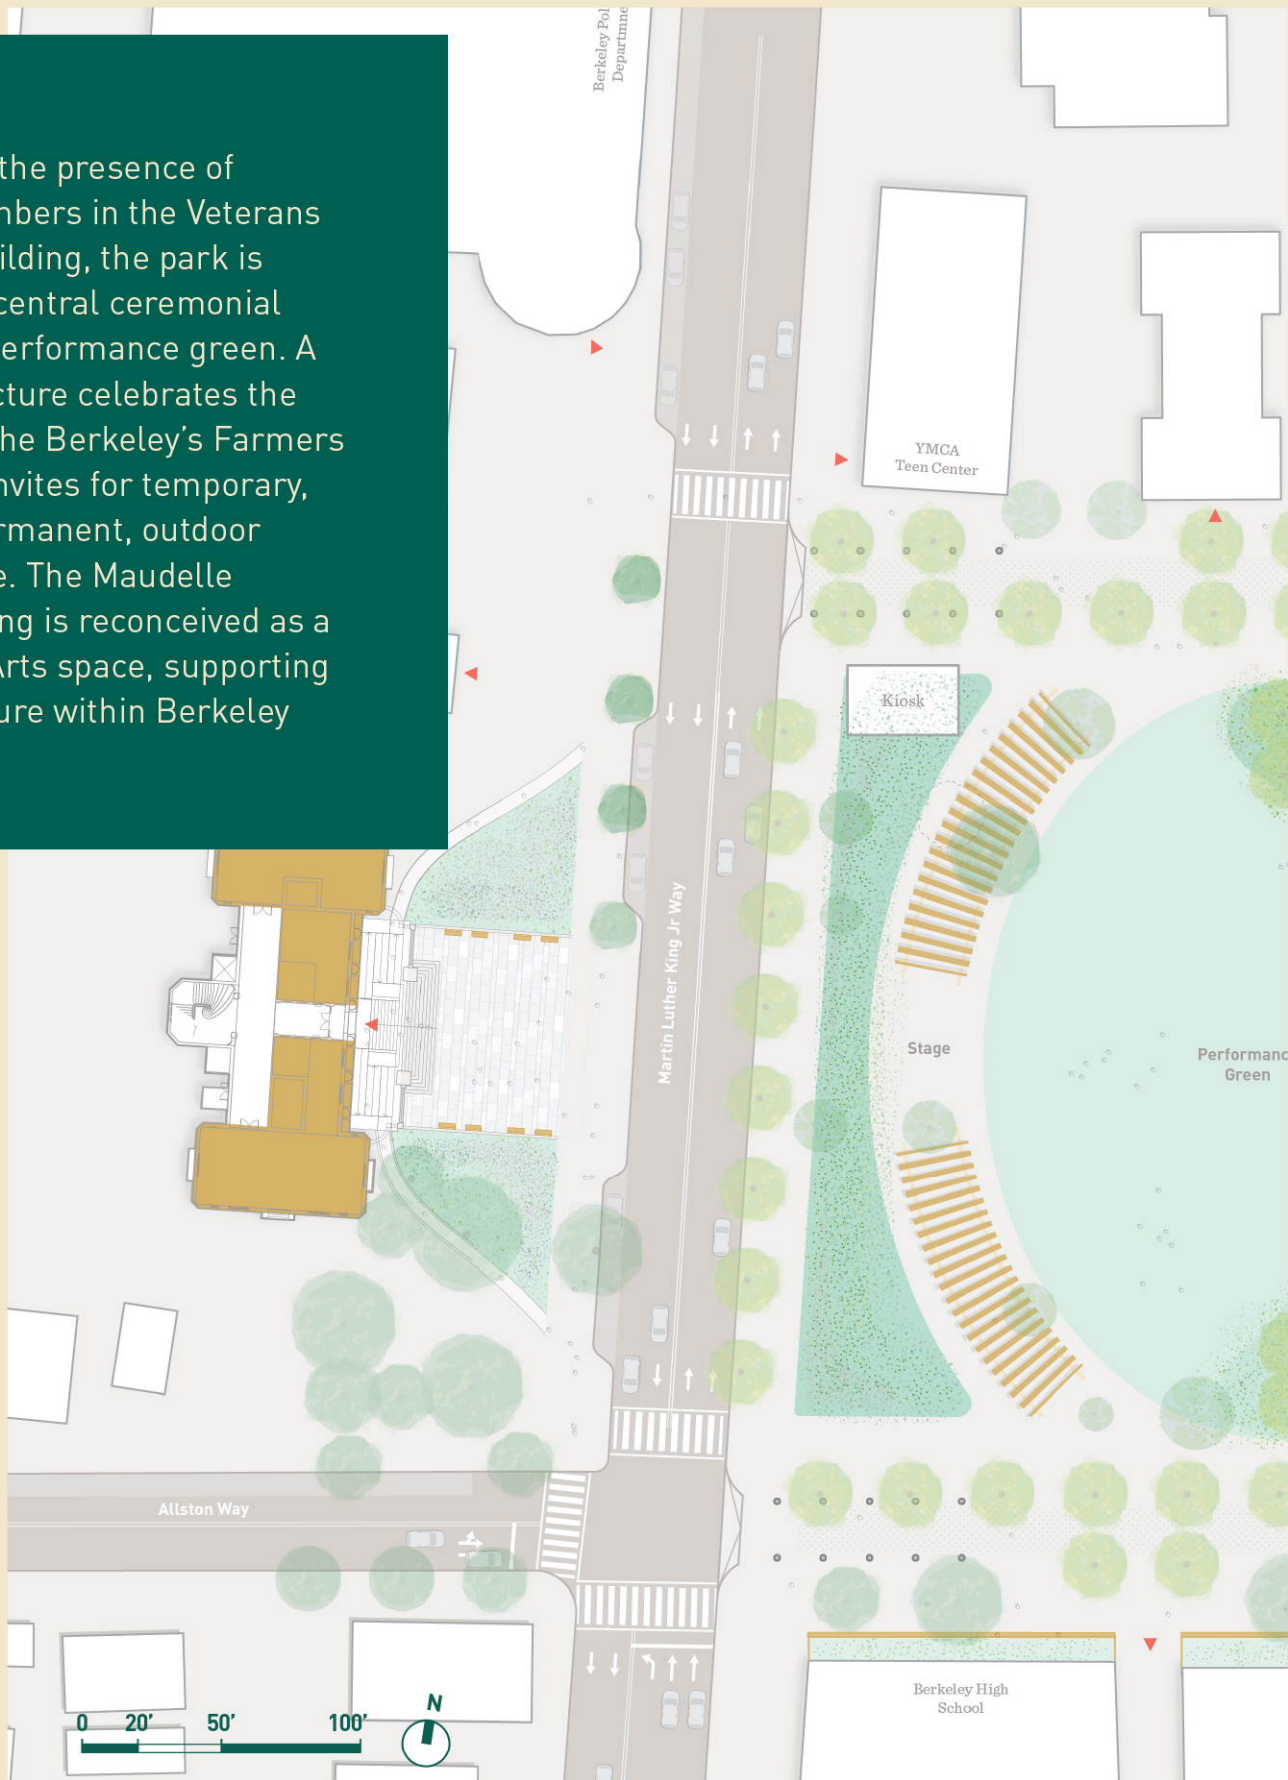 Berkeley Pol
Departmne
the presence of
nbers in the Veterans
ilding, the park is
central ceremonial
erformance green. A
cture celebrates the
he Berkeley’s Farmers
nvites for temporary,
rmanent, outdoor
e. The Maudelle
ng is reconceived as a
Arts space, supporting
ure within Berkeley
YMCA
Teen Center
Kiosk
Martin Luther King Jr Way
Stage
Performanc
Green
Allston Way
Berkeley High
School
0 20’ 50’ 100’
N